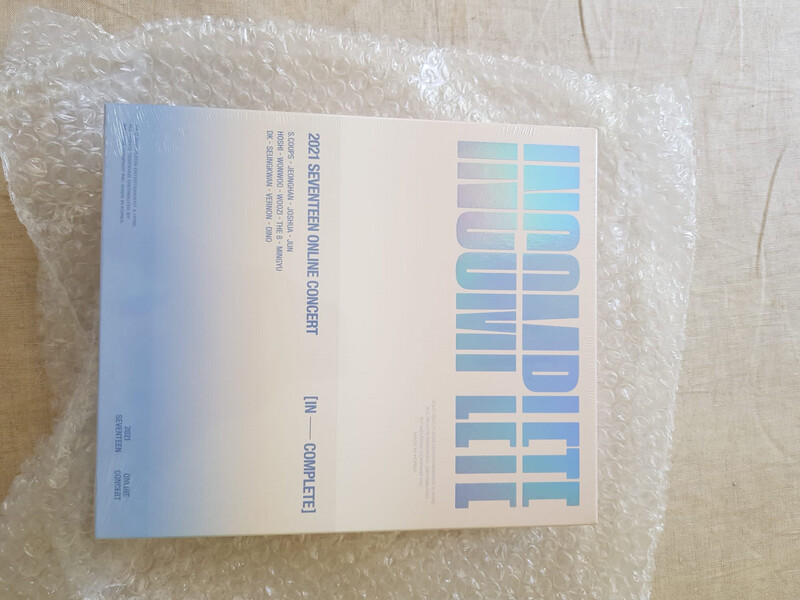 INCOMPLETE
INCOMPLETE
2021 SEVENTEEN ONLINE CONCERT [IN — COMPLETE]
S.COUPS - JEONGHAN - JOSHUA - JUN
HOSHI - WONWOO - WOOZI - THE 8 - MINGYU
DK - SEUNGKWAN - VERNON - DINO
2021 ONLINE
SEVENTEEN CONCERT